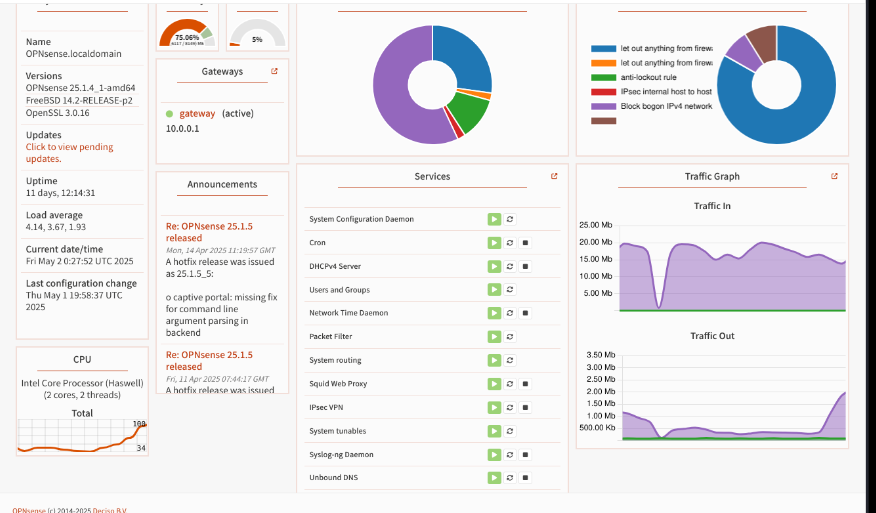 Name
OPNsense.localdomain
Versions
OPNsense 25.1.4_1-amd64
FreeBSD 14.2-RELEASE-p2
OpenSSL 3.0.16
Updates
Click to view pending
updates.
Uptime
11 days, 12:14:31
Load average
4.14, 3.67, 1.93
Current date/time
Fri May 2 0:27:52 UTC 2025
Last configuration change
Thu May 1 19:58:37 UTC
2025
CPU
Intel Core Processor (Haswell)
(2 cores, 2 threads)
Total
100
34
75.06%
5%
Gateways
gateway (active)
10.0.0.1
Announcements
Re: OPNsense 25.1.5
released
Mon, 14 Apr 2025 11:19:57 GMT
A hotfix release was issued
as 25.1.5_5:
o captive portal: missing fix
for command line
argument parsing in
backend
Re: OPNsense 25.1.5
released
Fri, 11 Apr 2025 07:44:17 GMT
A hotfix release was issued
Services
System Configuration Daemon
Cron
DHCPv4 Server
Users and Groups
Network Time Daemon
Packet Filter
System routing
Squid Web Proxy
IPsec VPN
System tunables
Syslog-ng Daemon
Unbound DNS
let out anything from firew
let out anything from firew
anti-lockout rule
IPsec internal host to host
Block bogon IPv4 network
Traffic Graph
Traffic In
25.00 Mb
20.00 Mb
15.00 Mb
10.00 Mb
5.00 Mb
Traffic Out
3.50 Mb
3.00 Mb
2.50 Mb
2.00 Mb
1.50 Mb
1.00 Mb
500.00 Kb
OPNsense (c) 2014-2025 Deciso B.V.